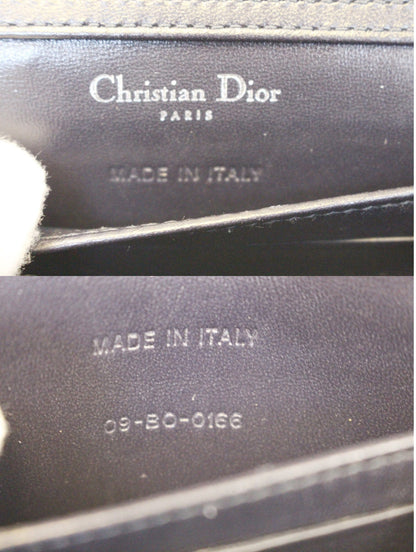 Christian Dior
PARIS
MADE IN ITALY
MADE IN ITALY
09-BO-0166